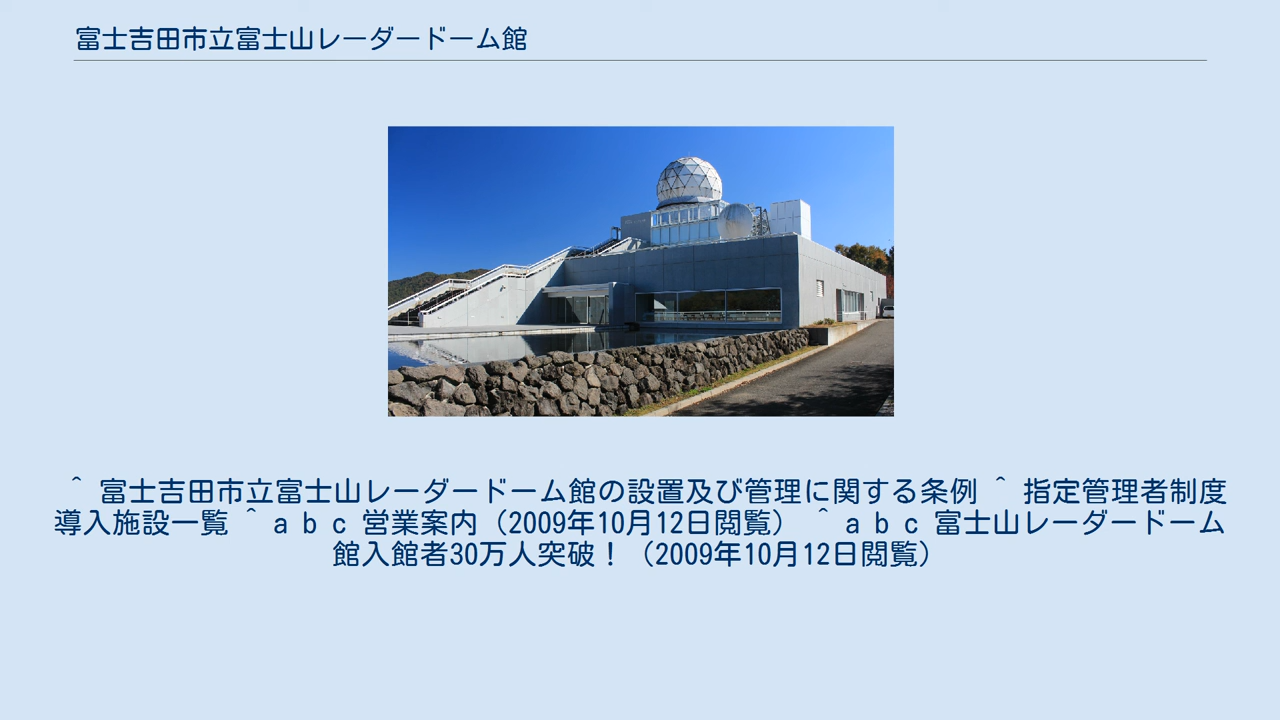 富士吉田市立富士山レーダードーム館
^ 富士吉田市立富士山レーダードーム館の設置及び管理に関する条例 ^ 指定管理者制度
導入施設一覧 ^ a b c 営業案内（2009年10月12日閲覧） ^ a b c 富士山レーダードーム
館入館者30万人突破！（2009年10月12日閲覧）